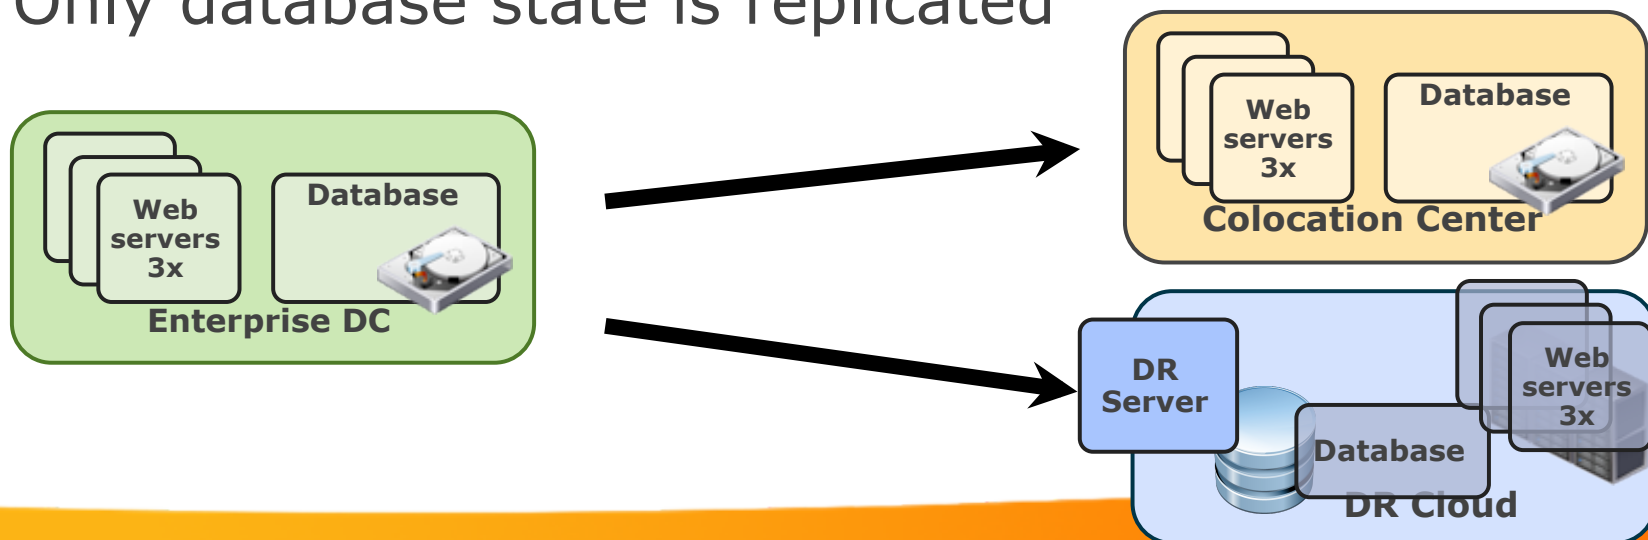 Only database state is replicated
Web
servers
3x
Database
Enterprise DC
Web
servers
3x
Database
Colocation Center
DR
Server
Database
Web
servers
3x
DR Cloud